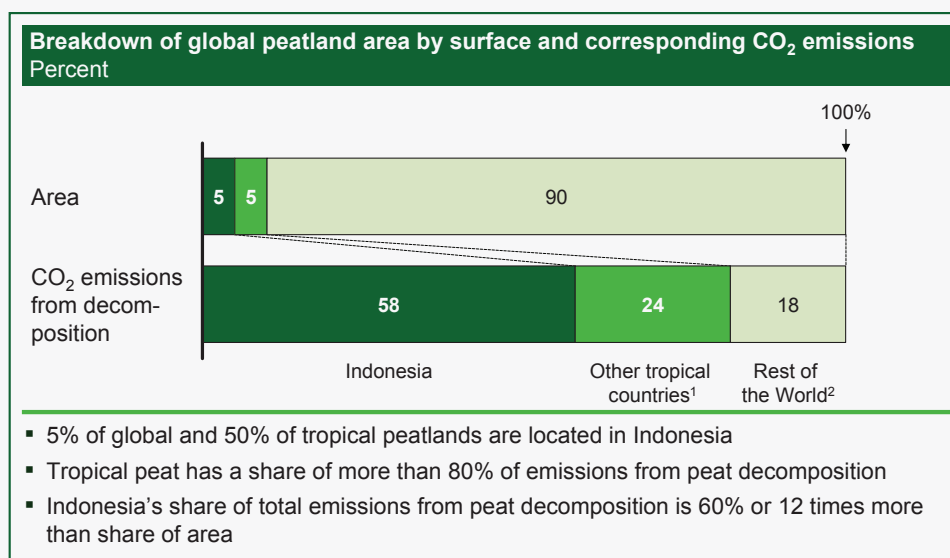 Breakdown of global peatland area by surface and corresponding CO₂ emissions
Percent
100%
Area
5 5 90
CO₂ emissions
from decom-
position
58 24 18
Indonesia
Other tropical
countries¹
Rest of
the World²
▪ 5% of global and 50% of tropical peatlands are located in Indonesia
▪ Tropical peat has a share of more than 80% of emissions from peat decomposition
▪ Indonesia's share of total emissions from peat decomposition is 60% or 12 times more
than share of area